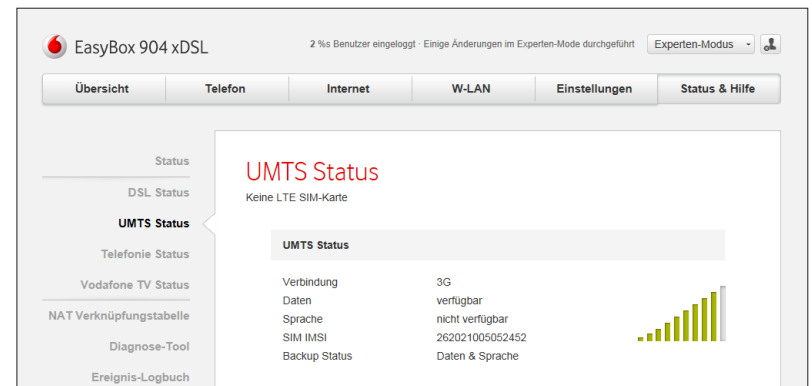 EasyBox 904 xDSL
2 %s Benutzer eingeloggt · Einige Änderungen im Experten-Mode durchgeführt
Experten-Modus
Übersicht Telefon Internet W-LAN Einstellungen Status & Hilfe
Status
DSL Status
UMTS Status
Telefonie Status
Vodafone TV Status
NAT Verknüpfungstabelle
Diagnose-Tool
Ereignis-Logbuch
UMTS Status
Keine LTE SIM-Karte
UMTS Status
Verbindung 3G
Daten verfügbar
Sprache nicht verfügbar
SIM IMSI 262021005052452
Backup Status Daten & Sprache